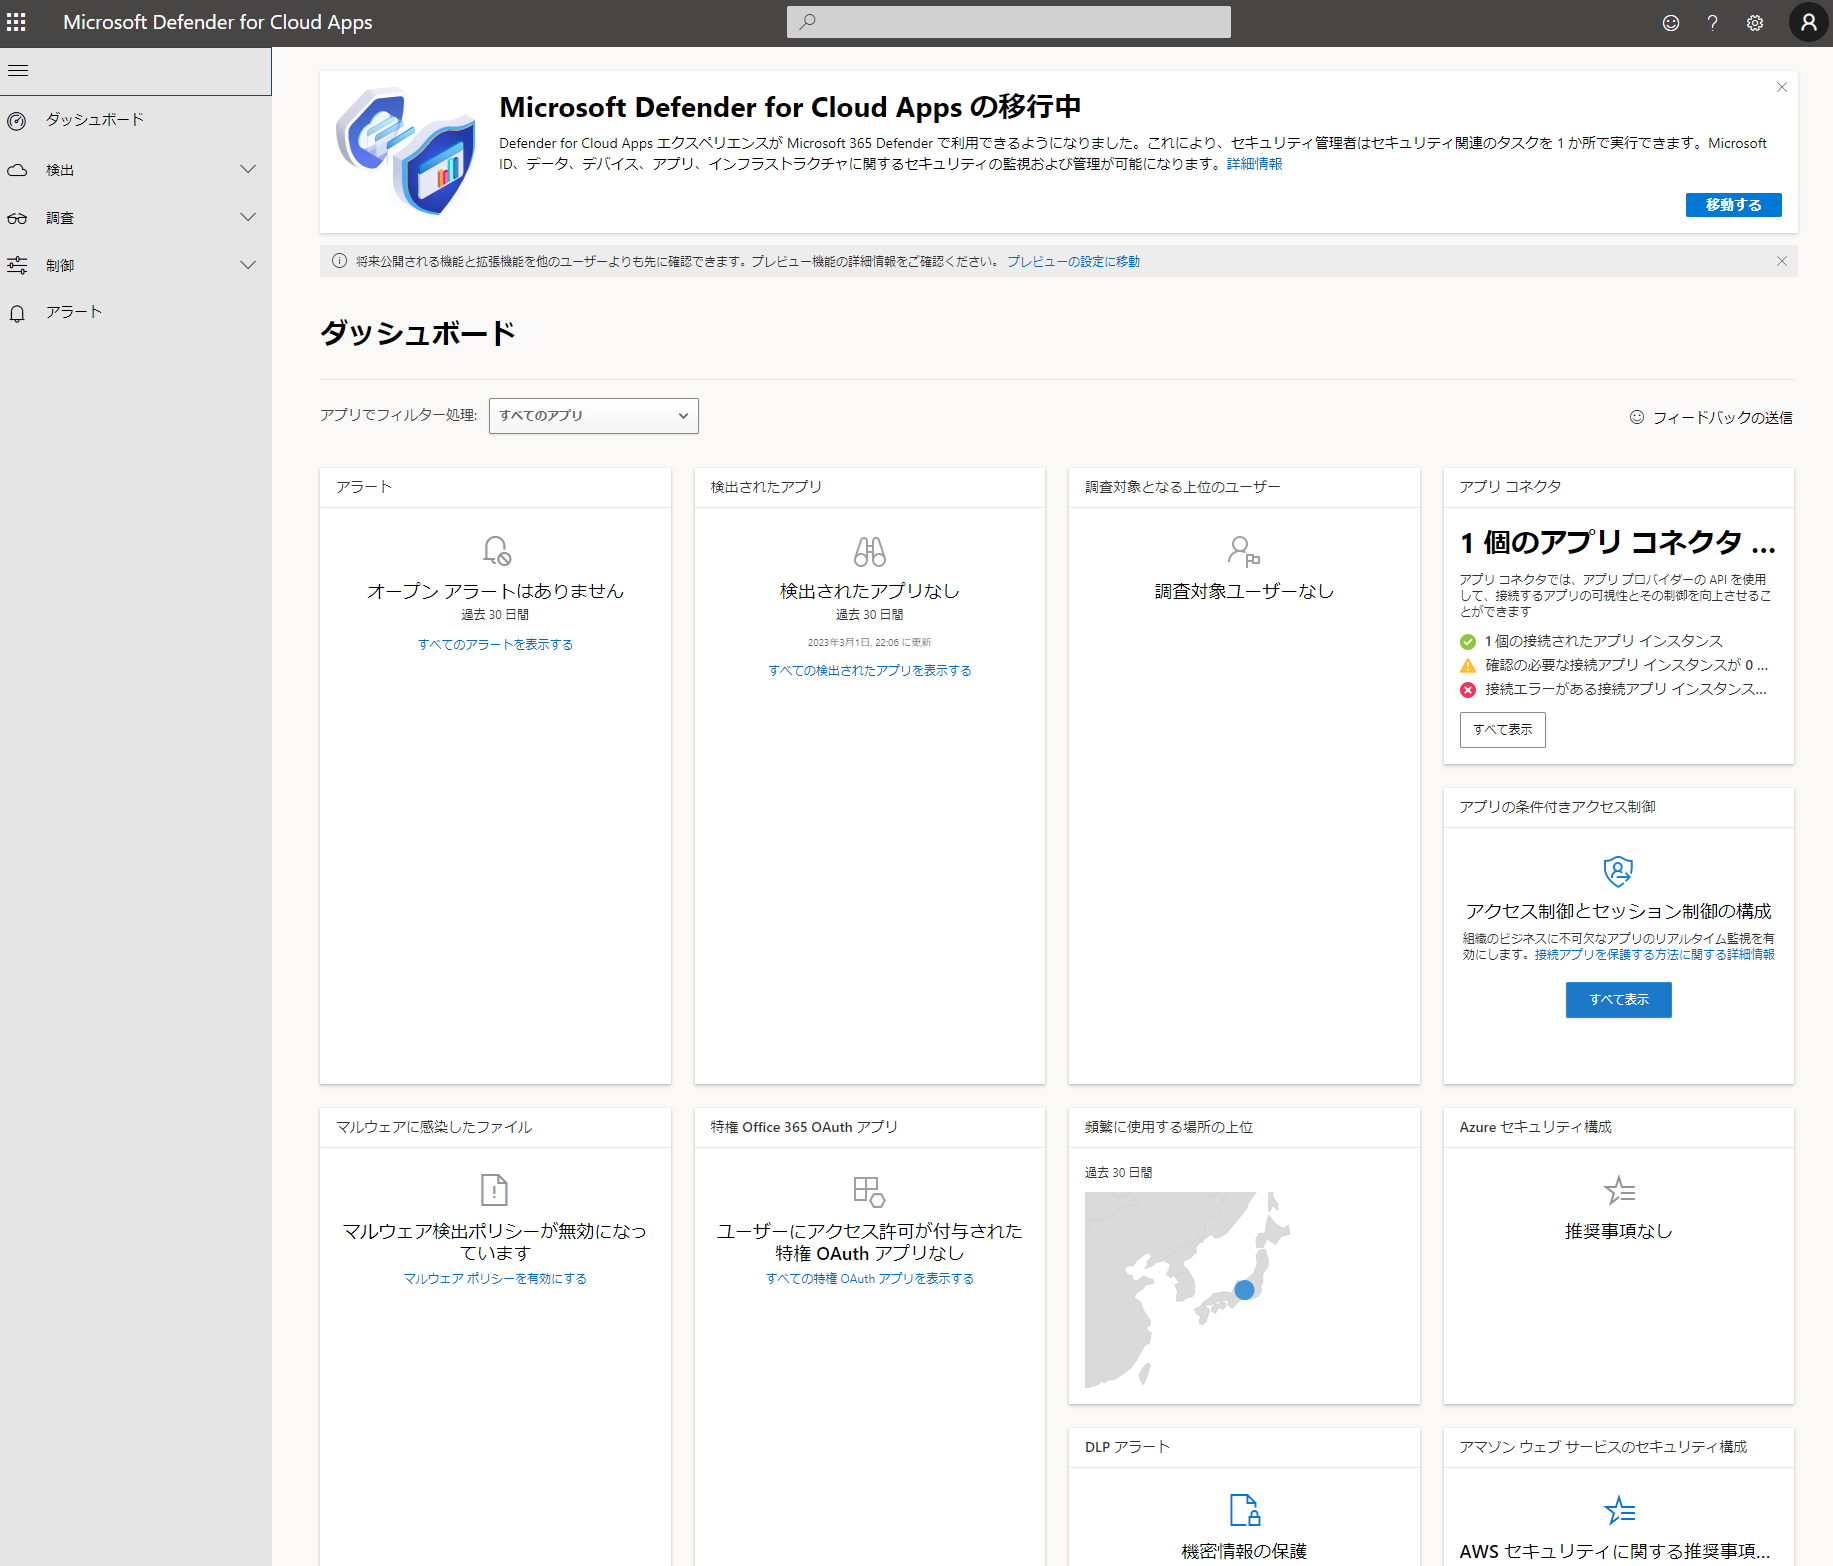 Microsoft Defender for Cloud Apps
ダッシュボード
検出
調査
制御
アラート
Microsoft Defender for Cloud Apps の移行中
Defender for Cloud Apps エクスペリエンスが Microsoft 365 Defender で利用できるようになりました。これにより、セキュリティ管理者はセキュリティ関連のタスクを 1 か所で実行できます。Microsoft
ID、データ、デバイス、アプリ、インフラストラクチャに関するセキュリティの監視および管理が可能になります。詳細情報
移動する
将来公開される機能と拡張機能を他のユーザーよりも先に確認できます。プレビュー機能の詳細情報をご確認ください。 プレビューの設定に移動
ダッシュボード
アプリでフィルター処理: すべてのアプリ
フィードバックの送信
アラート
オープン アラートはありません
過去 30 日間
すべてのアラートを表示する
検出されたアプリ
検出されたアプリなし
過去 30 日間
2023年3月1日, 22:06 に更新
すべての検出されたアプリを表示する
調査対象となる上位のユーザー
調査対象ユーザーなし
アプリ コネクタ
1 個のアプリ コネクタ ...
アプリ コネクタでは、アプリ プロバイダーの API を使用
して、接続するアプリの可視性とその制御を向上させるこ
とができます
1 個の接続されたアプリ インスタンス
確認の必要な接続アプリ インスタンスが 0 ...
接続エラーがある接続アプリ インスタンス...
すべて表示
アプリの条件付きアクセス制御
アクセス制御とセッション制御の構成
組織のビジネスに不可欠なアプリのリアルタイム監視を有
効にします。接続アプリを保護する方法に関する詳細情報
すべて表示
マルウェアに感染したファイル
マルウェア検出ポリシーが無効になっ
ています
マルウェア ポリシーを有効にする
特権 Office 365 OAuth アプリ
ユーザーにアクセス許可が付与された
特権 OAuth アプリなし
すべての特権 OAuth アプリを表示する
頻繁に使用する場所の上位
過去 30 日間
Azure セキュリティ構成
推奨事項なし
DLP アラート
機密情報の保護
アマゾン ウェブ サービスのセキュリティ構成
AWS セキュリティに関する推奨事項...